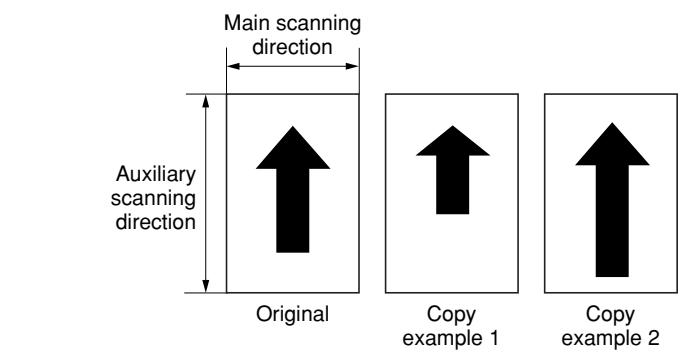 Main scanning
direction
Auxiliary
scanning
direction
Original
Copy
example 1
Copy
example 2